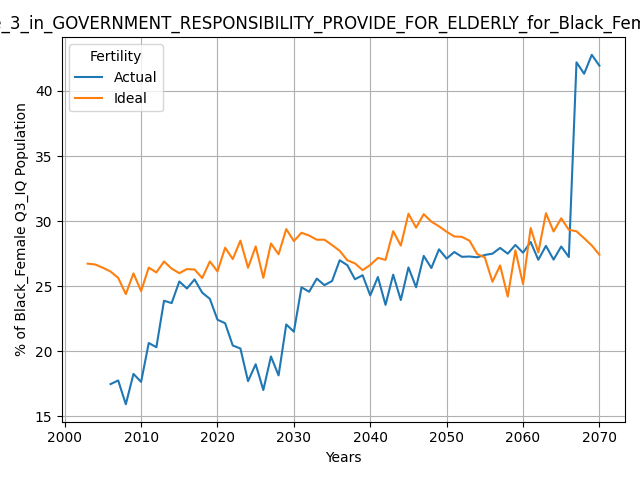 _3_in_GOVERNMENT_RESPONSIBILITY_PROVIDE_FOR_ELDERLY_for_Black_Fem
Fertility
Actual
Ideal
% of Black_Female Q3_IQ Population
40
35
30
25
20
15
2000 2010 2020 2030 2040 2050 2060 2070
Years